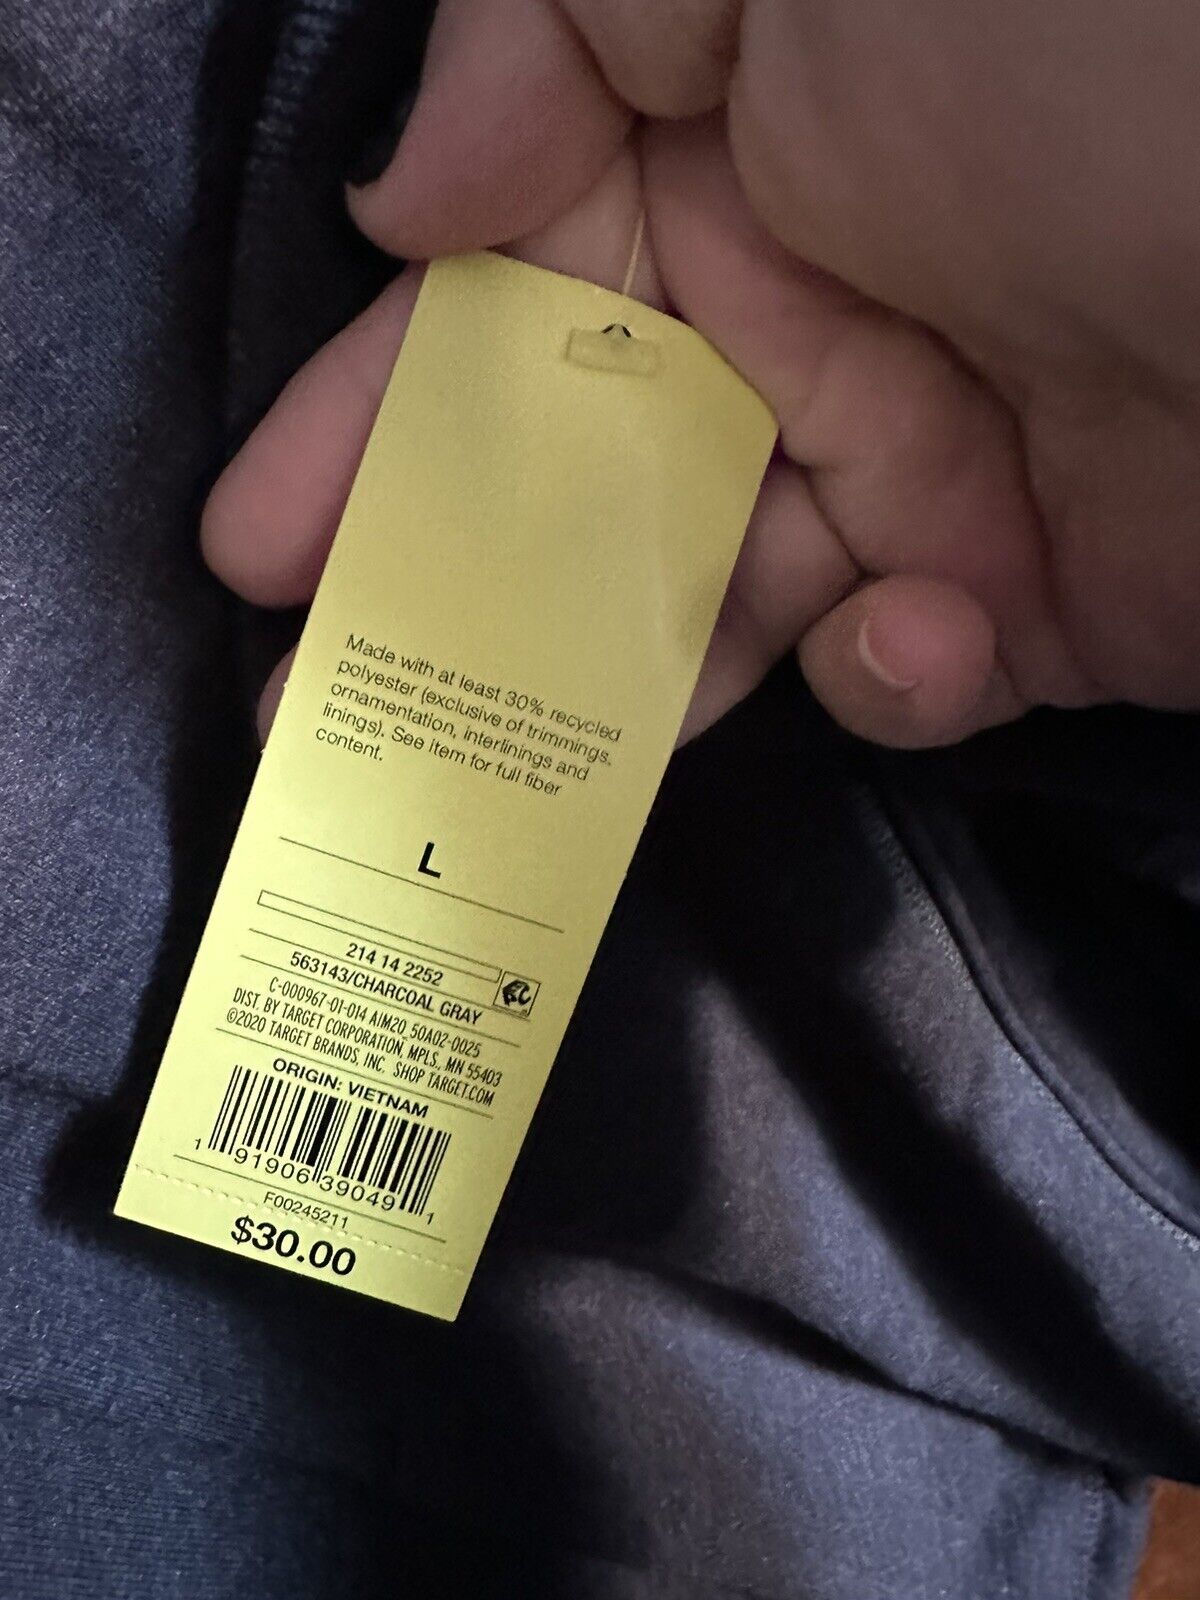 Made with at least 30% recycled
polyester (exclusive of trimmings,
ornamentation, interlinings and
linings). See item for full fiber
content.
L
214 14 2252
563143/CHARCOAL GRAY
C-000967-01-014 AIM20_50A02-0025
DIST. BY TARGET CORPORATION, MPLS., MN 55403
©2020 TARGET BRANDS, INC. SHOP TARGET.COM
ORIGIN: VIETNAM
1 91906 39049 1
F00245211
$30.00